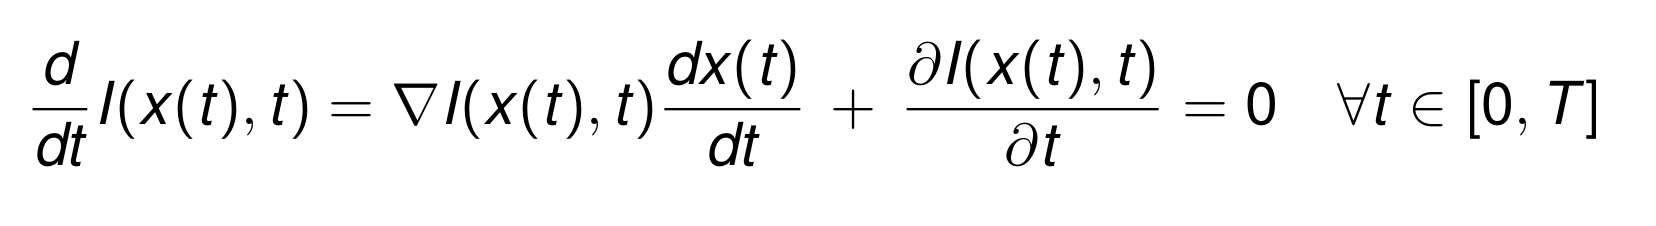 d/dt I(x(t), t) = ∇I(x(t), t) dx(t)/dt + ∂I(x(t), t)/∂t = 0 ∀t ∈ [0, T]